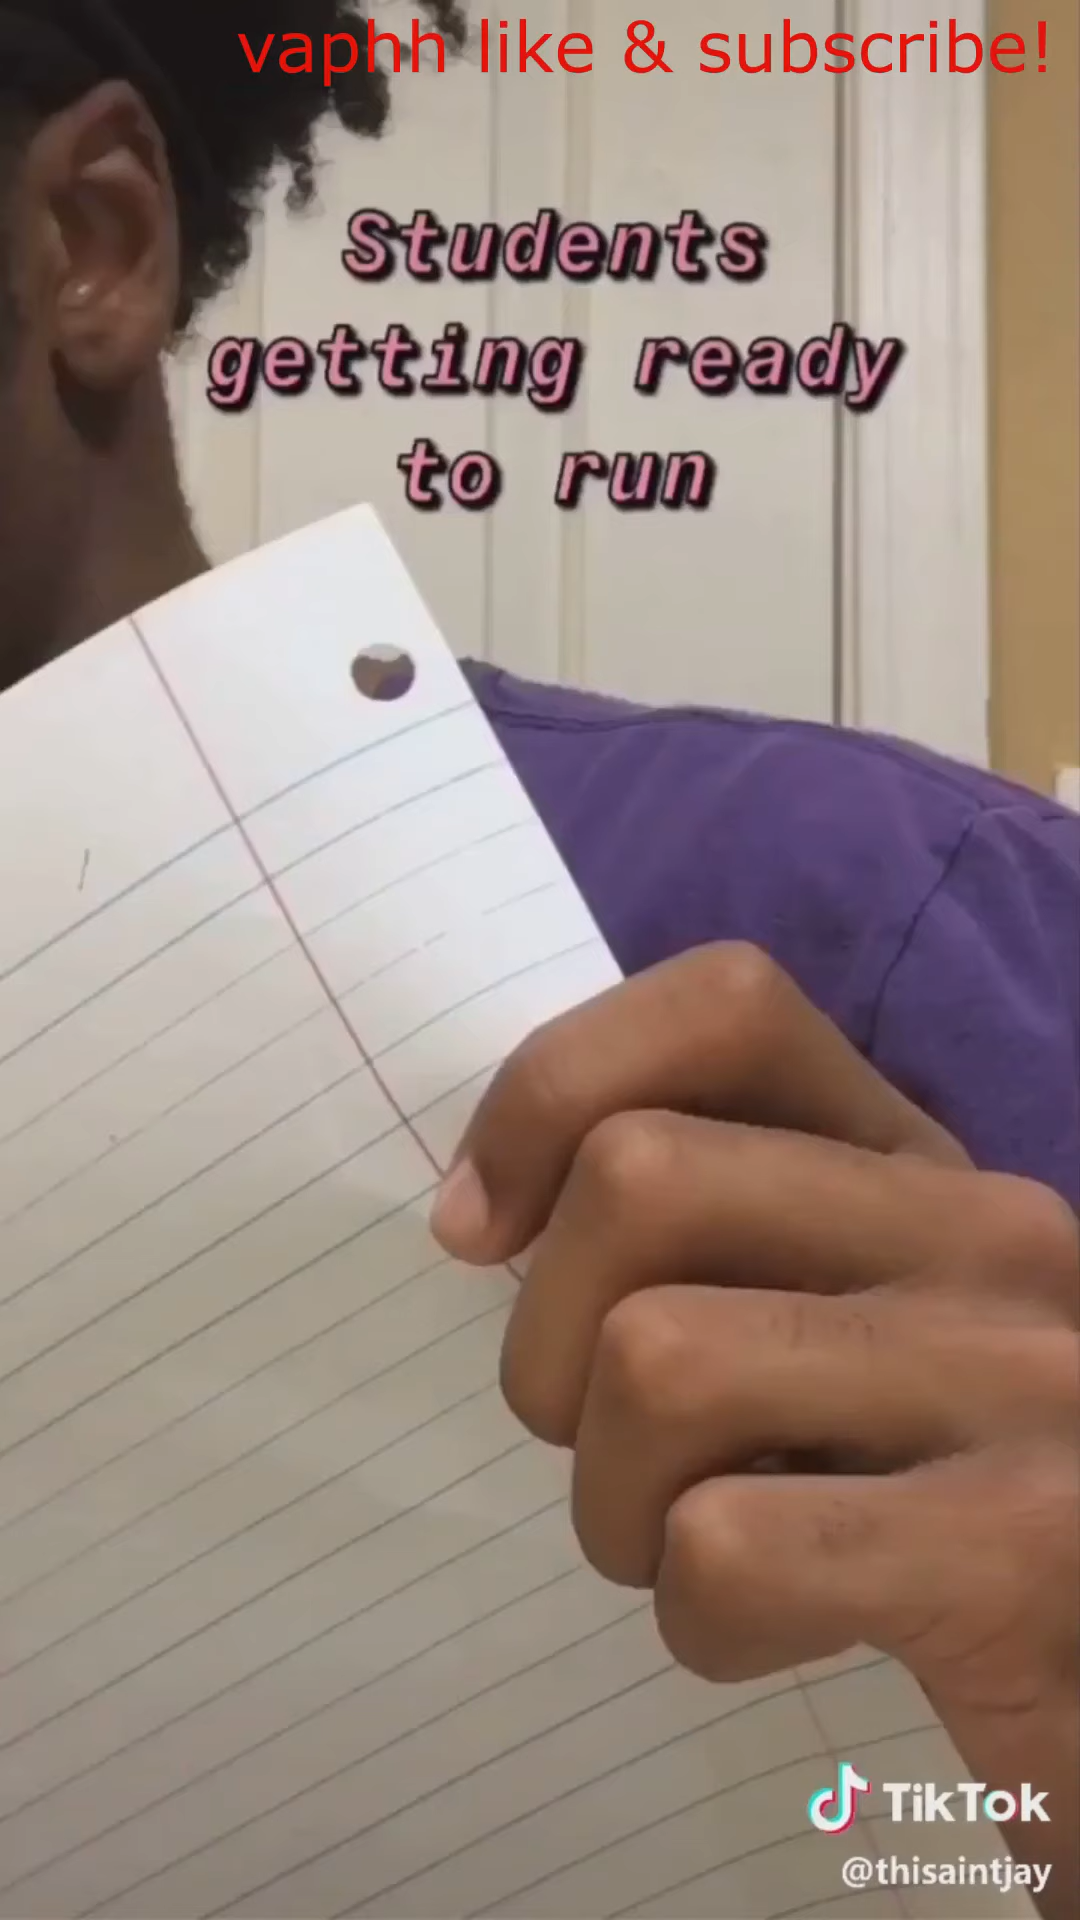 vaphh like & subscribe!
Students
getting ready
to run
TikTok
@thisaintjay